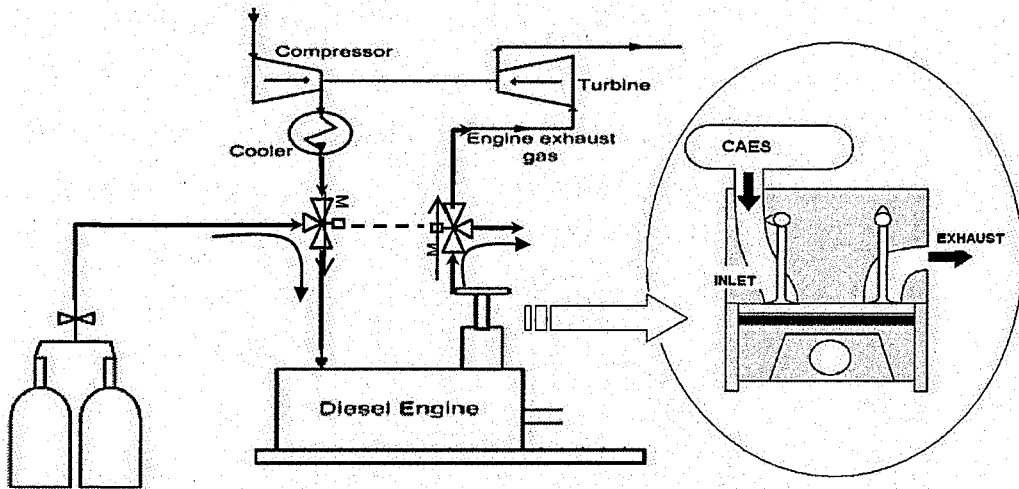 Compressor
Turbine
Cooler
Engine exhaust
gas
M
M
Diesel Engine
CAES
INLET
EXHAUST